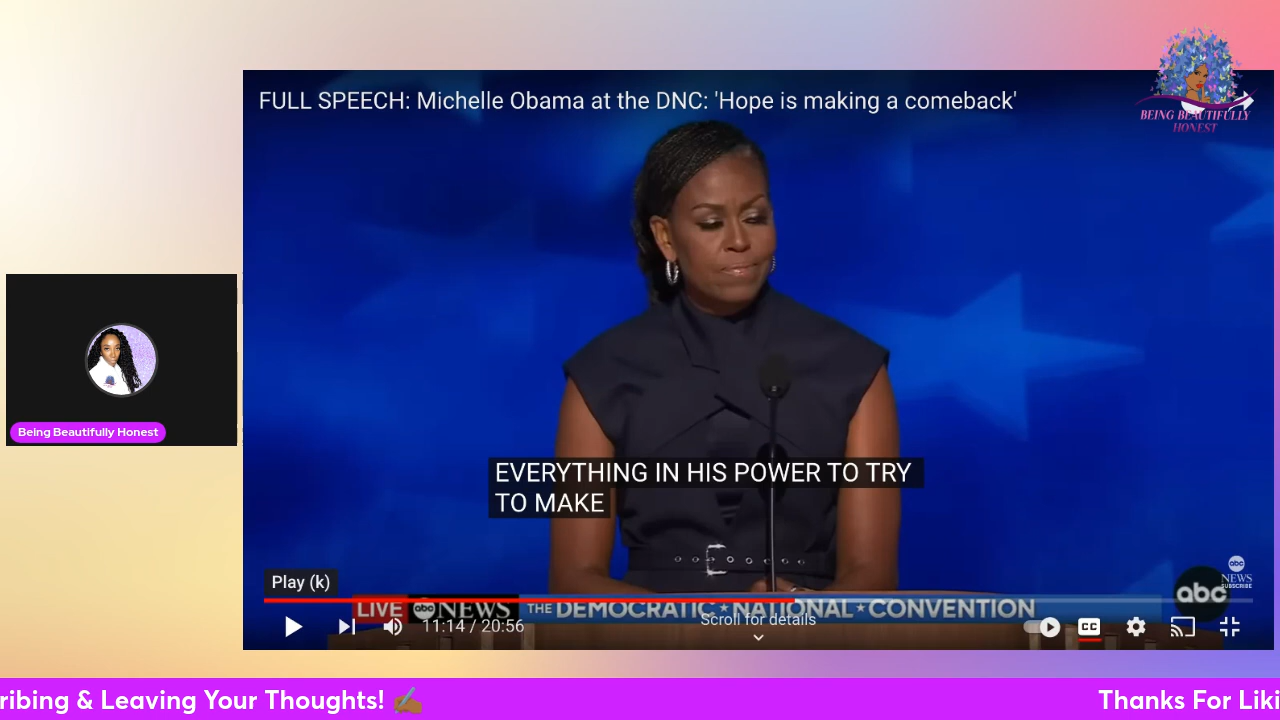 FULL SPEECH: Michelle Obama at the DNC: 'Hope is making a comeback'
BEING BEAUTIFULLY
HONEST
Being Beautifully Honest
EVERYTHING IN HIS POWER TO TRY
TO MAKE
Play (k)
abc
NEWS
SUBSCRIBE
abc
LIVE abc NEWS THE DEMOCRATIC★NATIONAL★CONVENTION
11:14 / 20:56
Scroll for details
CC
ribing & Leaving Your Thoughts! ✍🏾
Thanks For Liki